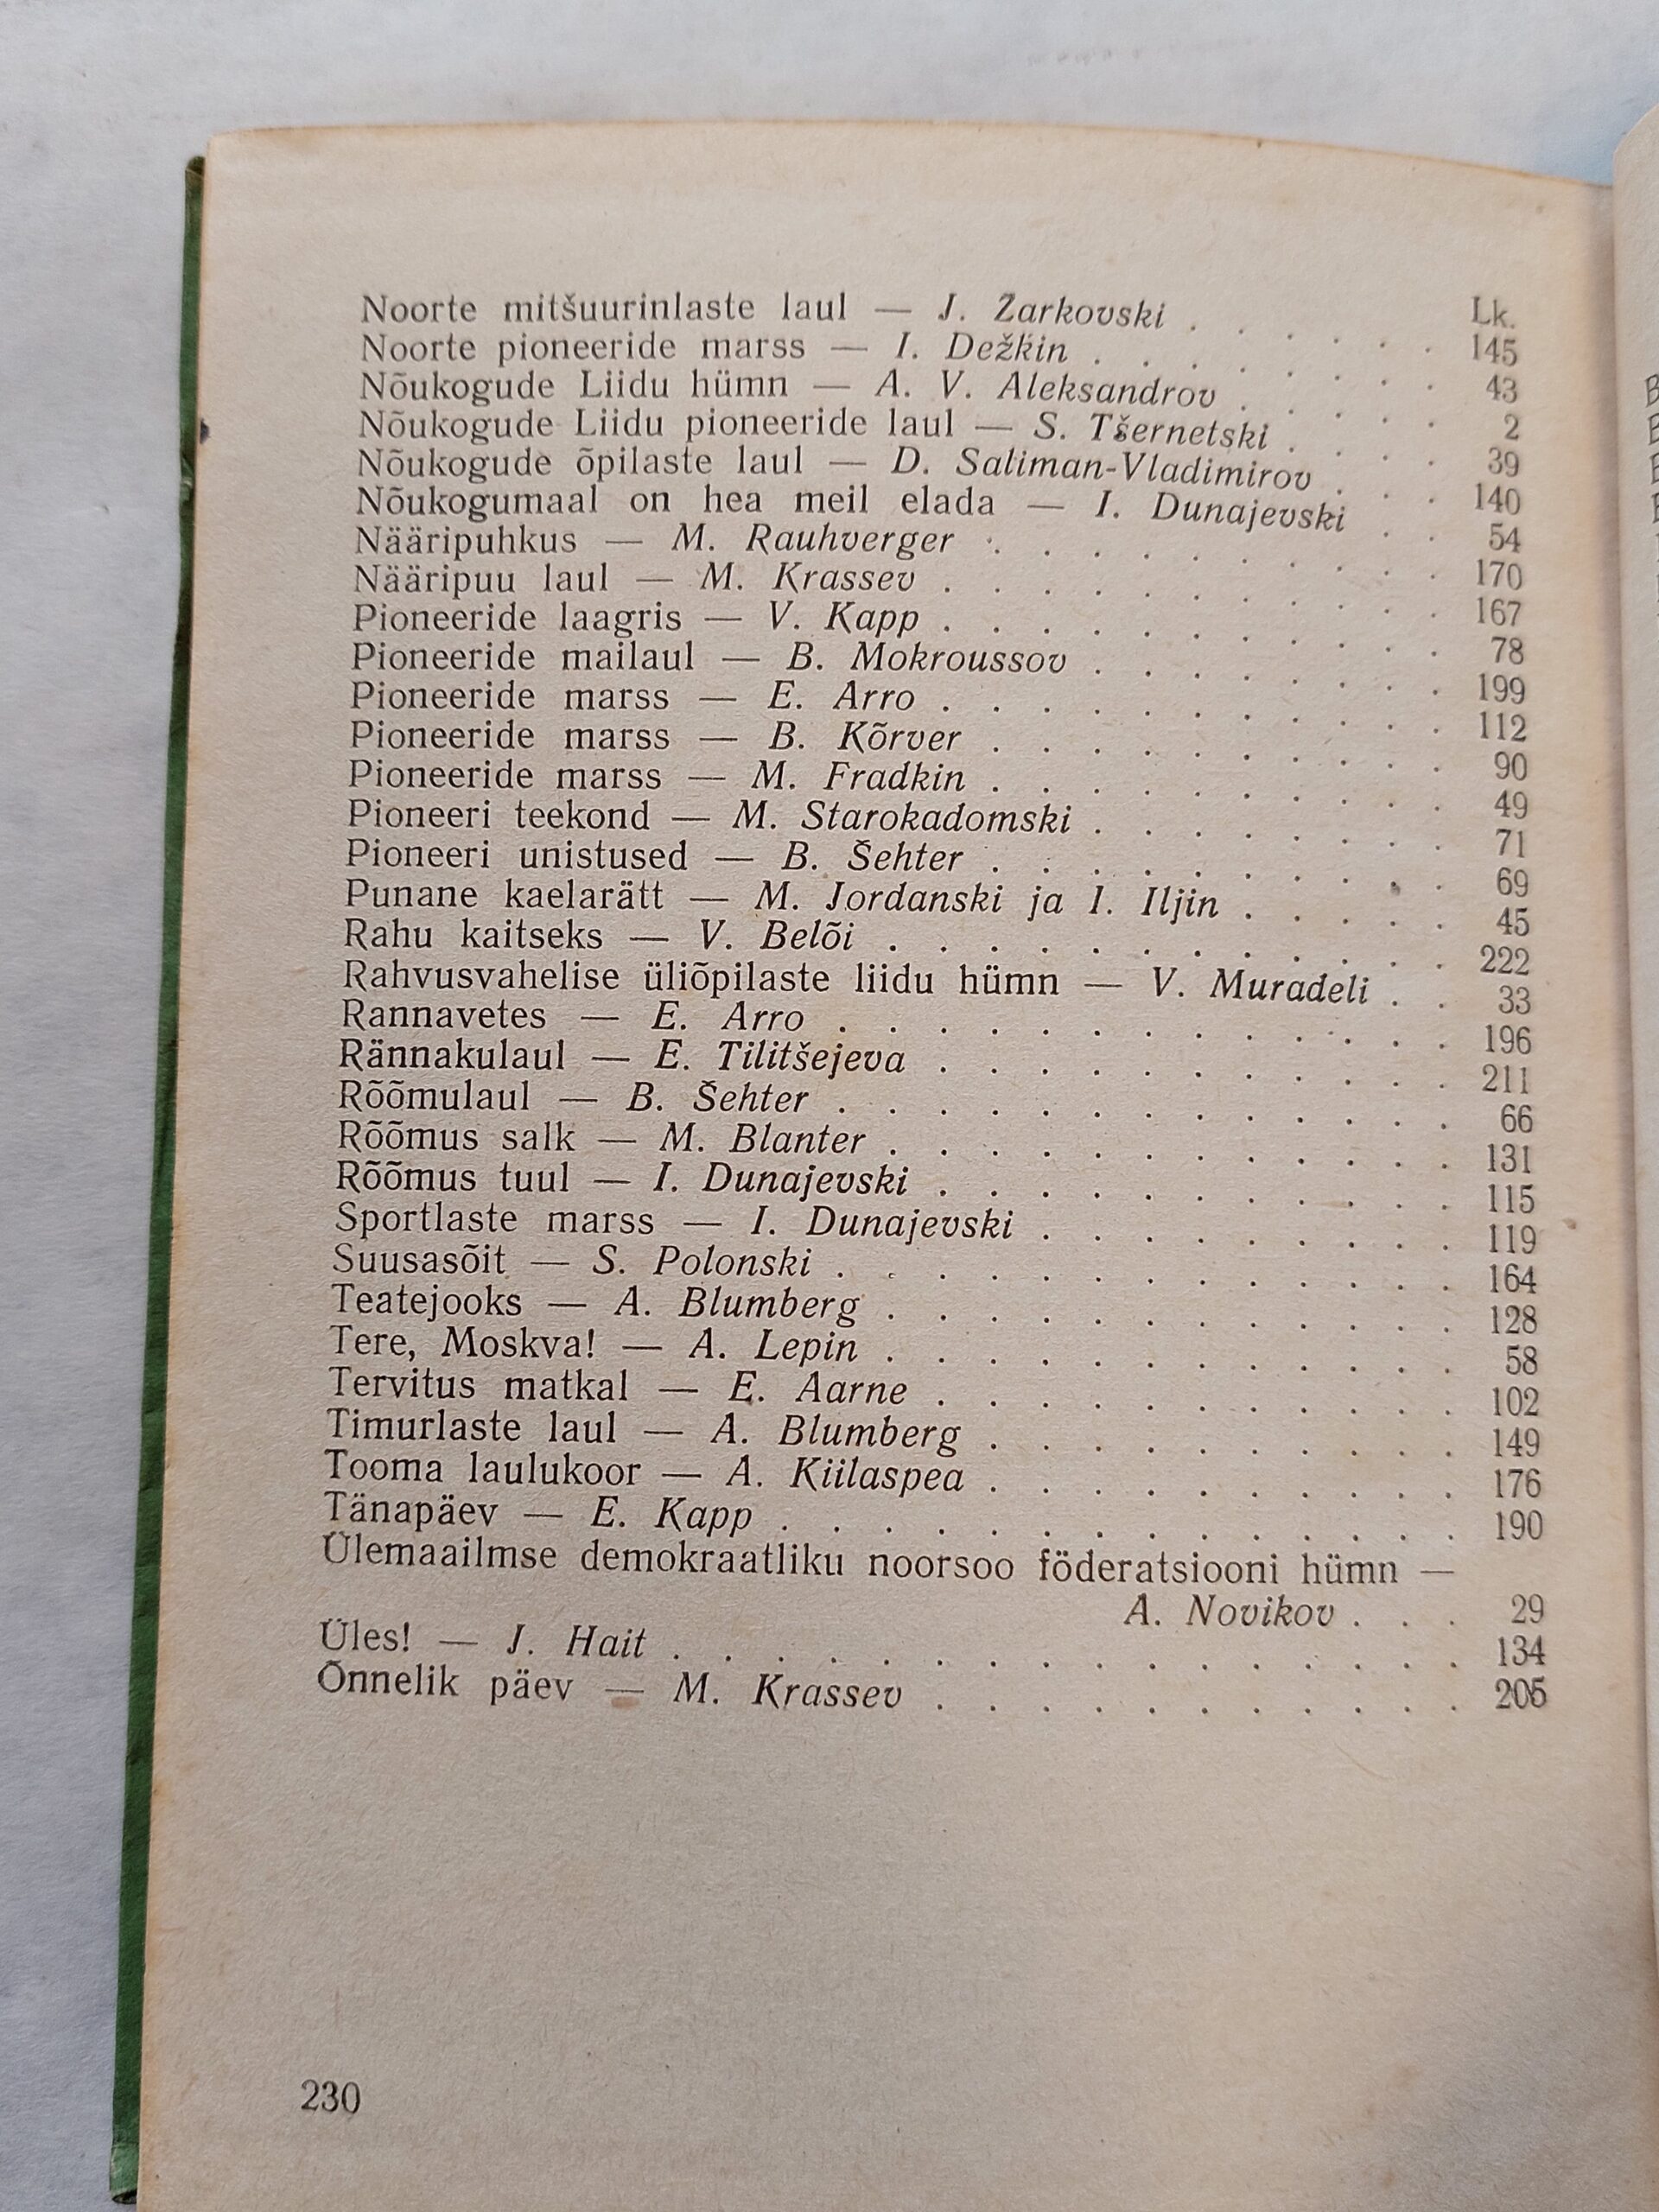 Lk.
Noorte mitšuurinlaste laul — J. Zarkovski . . . . . . 145
Noorte pioneeride marss — I. Dežkin . . . . . . . 43
Nõukogude Liidu hümn — A. V. Aleksandrov . . . . . 2
Nõukogude Liidu pioneeride laul — S. Tšernetski . . . . 39
Nõukogude õpilaste laul — D. Saliman-Vladimirov . . . 140
Nõukogumaal on hea meil elada — I. Dunajevski . . 54
Nääripuhkus — M. Rauhverger . . . . . . . . . 170
Nääripuu laul — M. Krassev . . . . . . . . . . 167
Pioneeride laagris — V. Kapp . . . . . . . . . . 78
Pioneeride mailaul — B. Mokroussov . . . . . . . 199
Pioneeride marss — E. Arro . . . . . . . . . . 112
Pioneeride marss — B. Kõrver . . . . . . . . . 90
Pioneeride marss — M. Fradkin . . . . . . . . . 49
Pioneeri teekond — M. Starokadomski . . . . . . . 71
Pioneeri unistused — B. Šehter . . . . . . . . . 69
Punane kaelarätt — M. Jordanski ja I. Iljin . . . . . 45
Rahu kaitseks — V. Belõi . . . . . . . . . . . 222
Rahvusvahelise üliõpilaste liidu hümn — V. Muradeli . . 33
Rannavetes — E. Arro . . . . . . . . . . . . 196
Rännakulaul — E. Tilitšejeva . . . . . . . . . . 211
Rõõmulaul — B. Šehter . . . . . . . . . . . . 66
Rõõmus salk — M. Blanter . . . . . . . . . . . 131
Rõõmus tuul — I. Dunajevski . . . . . . . . . . 115
Sportlaste marss — I. Dunajevski . . . . . . . . 119
Suusasõit — S. Polonski . . . . . . . . . . . . 164
Teatejooks — A. Blumberg . . . . . . . . . . . 128
Tere, Moskva! — A. Lepin . . . . . . . . . . . 58
Tervitus matkal — E. Aarne . . . . . . . . . . 102
Timurlaste laul — A. Blumberg . . . . . . . . . 149
Tooma laulukoor — A. Kiilaspea . . . . . . . . . 176
Tänapäev — E. Kapp . . . . . . . . . . . . . 190
Ülemaailmse demokraatliku noorsoo föderatsiooni hümn —
A. Novikov . . . 29
Üles! — J. Hait . . . . . . . . . . . . . . . 134
Õnnelik päev — M. Krassev . . . . . . . . . . 205
230